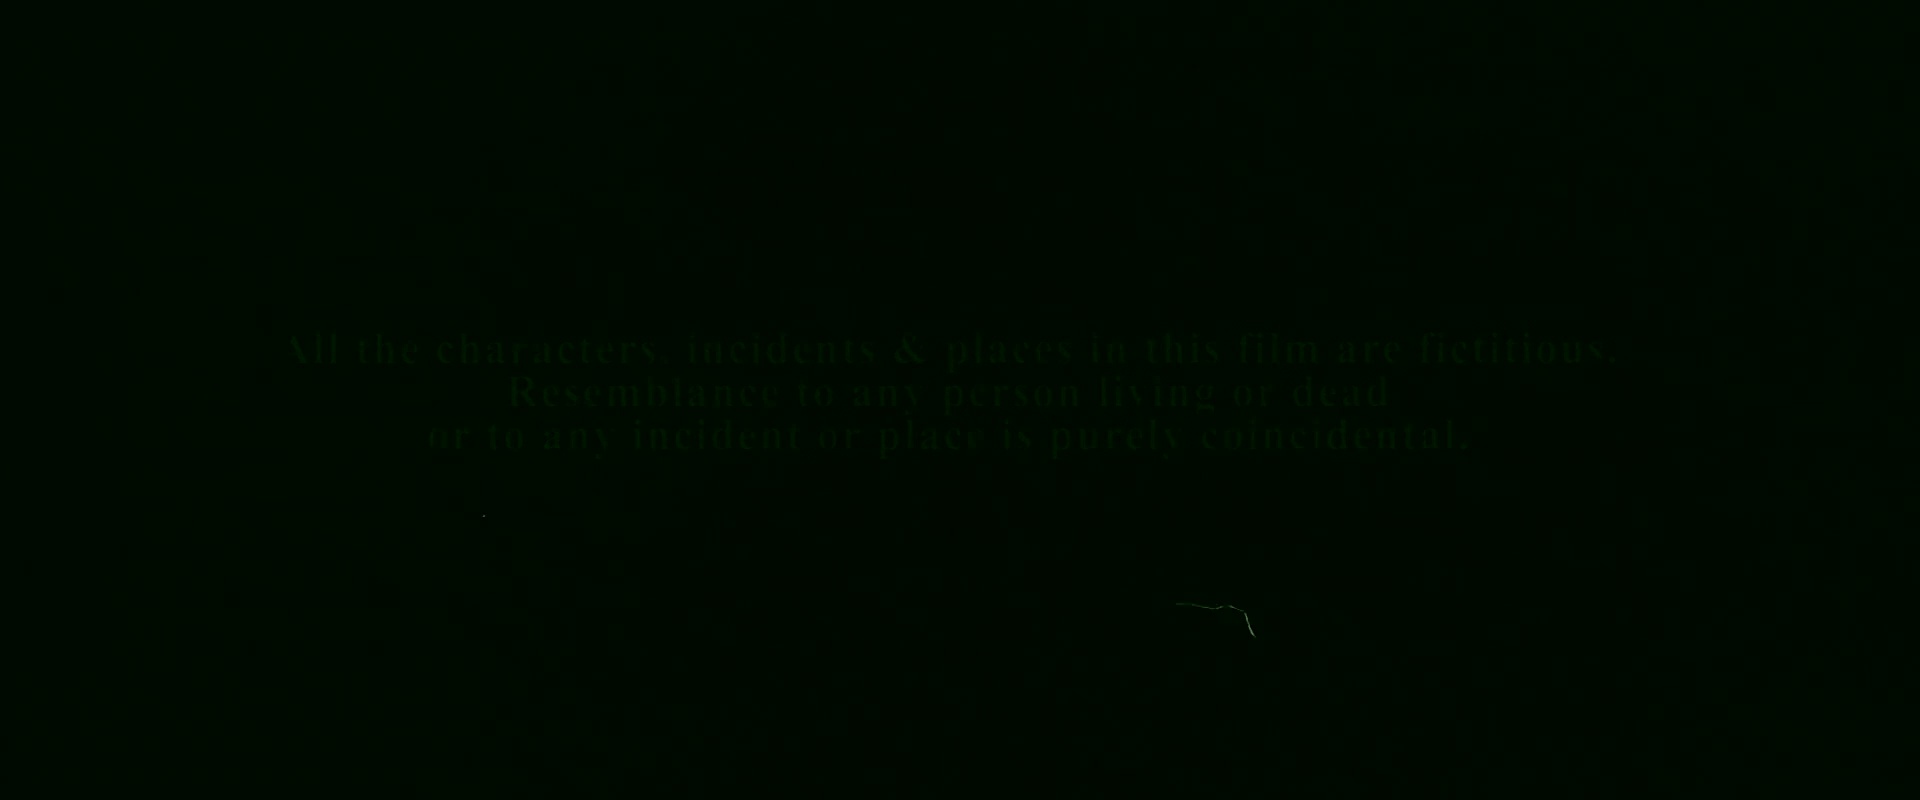 All the characters, incidents & places in this film are fictitious.
Resemblance to any person living or dead
or to any incident or place is purely coincidental.